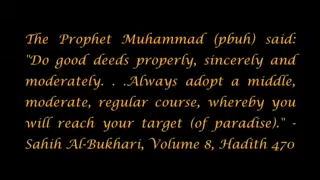 The Prophet Muhammad (pbuh) said:
"Do good deeds properly, sincerely and
moderately. . .Always adopt a middle,
moderate, regular course, whereby you
will reach your target (of paradise)." -
Sahih Al-Bukhari, Volume 8, Hadith 470